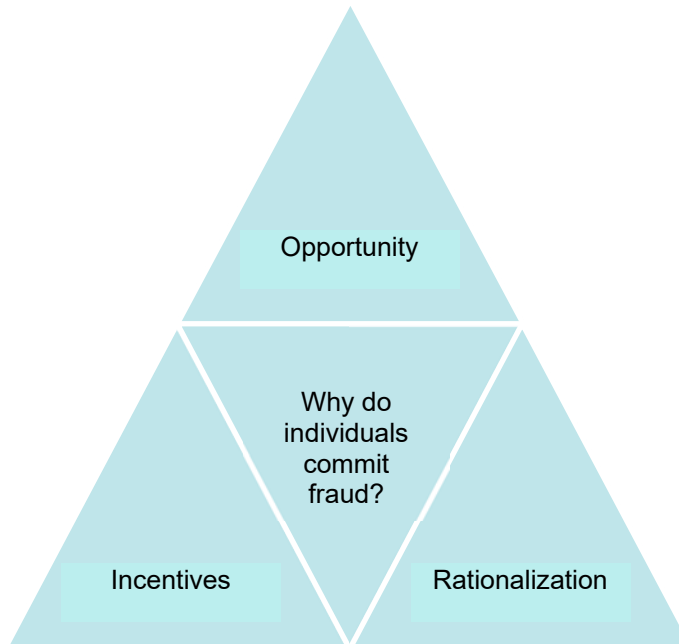 Opportunity
Why do
individuals
commit
fraud?
Incentives
Rationalization